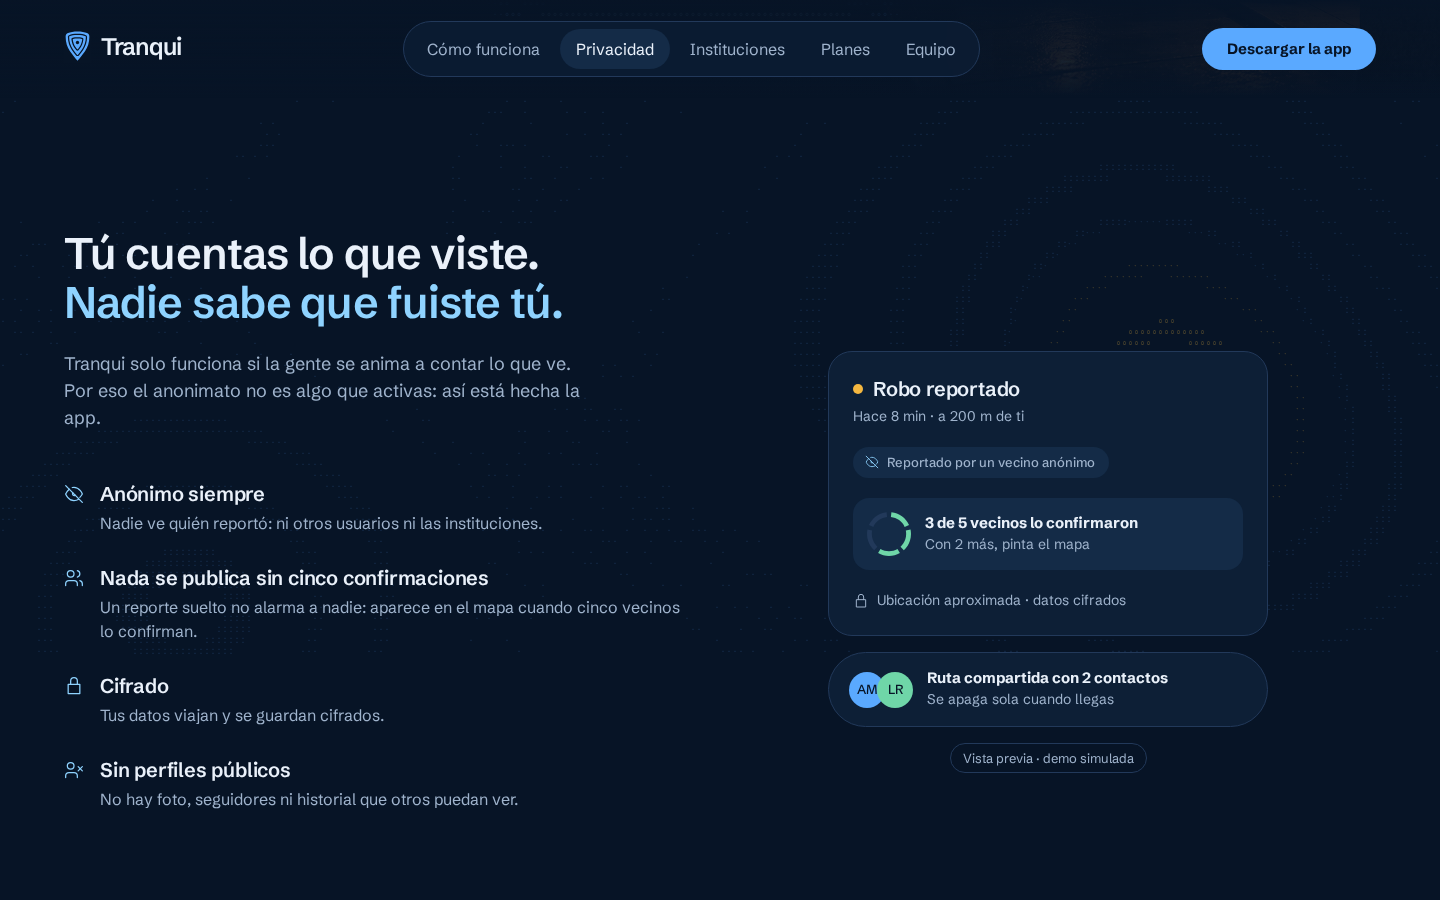 Tranqui
Cómo funciona
Privacidad
Instituciones
Planes
Equipo
Descargar la app
Tú cuentas lo que viste.
Nadie sabe que fuiste tú.
Tranqui solo funciona si la gente se anima a contar lo que ve.
Por eso el anonimato no es algo que activas: así está hecha la
app.
Anónimo siempre
Nadie ve quién reportó: ni otros usuarios ni las instituciones.
Nada se publica sin cinco confirmaciones
Un reporte suelto no alarma a nadie: aparece en el mapa cuando cinco vecinos
lo confirman.
Cifrado
Tus datos viajan y se guardan cifrados.
Sin perfiles públicos
No hay foto, seguidores ni historial que otros puedan ver.
Robo reportado
Hace 8 min · a 200 m de ti
Reportado por un vecino anónimo
3 de 5 vecinos lo confirmaron
Con 2 más, pinta el mapa
Ubicación aproximada · datos cifrados
AM
LR
Ruta compartida con 2 contactos
Se apaga sola cuando llegas
Vista previa · demo simulada